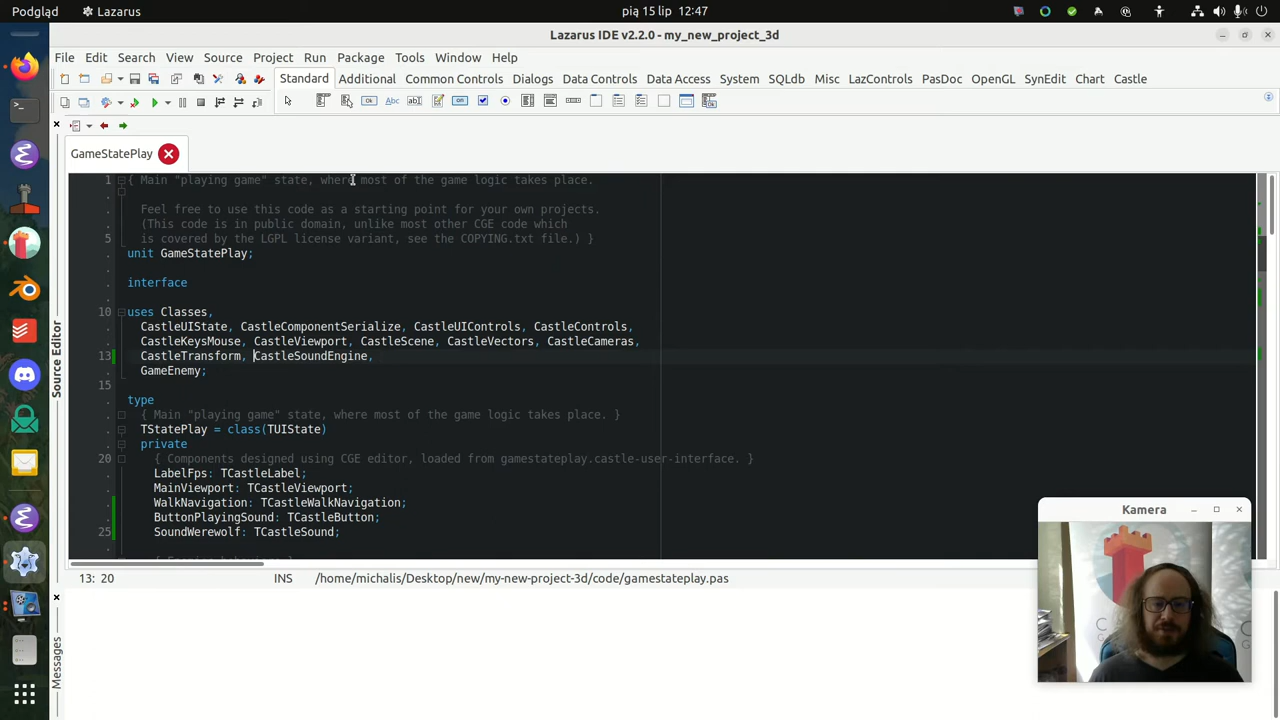 Podgląd
Lazarus
pią 15 lip 12:47
Lazarus IDE v2.2.0 - my_new_project_3d
File Edit Search View Source Project Run Package Tools Window Help
Standard Additional Common Controls Dialogs Data Controls Data Access System SQLdb Misc LazControls PasDoc OpenGL SynEdit Chart Castle
GameStatePlay
1 { Main "playing game" state, where most of the game logic takes place.
Feel free to use this code as a starting point for your own projects.
(This code is in public domain, unlike most other CGE code which
5 is covered by the LGPL license variant, see the COPYING.txt file.) }
unit GameStatePlay;
interface
10 uses Classes,
CastleUIState, CastleComponentSerialize, CastleUIControls, CastleControls,
CastleKeysMouse, CastleViewport, CastleScene, CastleVectors, CastleCameras,
13 CastleTransform, CastleSoundEngine,
GameEnemy;
15
type
{ Main "playing game" state, where most of the game logic takes place. }
TStatePlay = class(TUIState)
private
20 { Components designed using CGE editor, loaded from gamestateplay.castle-user-interface. }
LabelFps: TCastleLabel;
MainViewport: TCastleViewport;
WalkNavigation: TCastleWalkNavigation;
ButtonPlayingSound: TCastleButton;
25 SoundWerewolf: TCastleSound;
13: 20 INS /home/michalis/Desktop/new/my-new-project-3d/code/gamestateplay.pas
Source Editor
Messages
Kamera